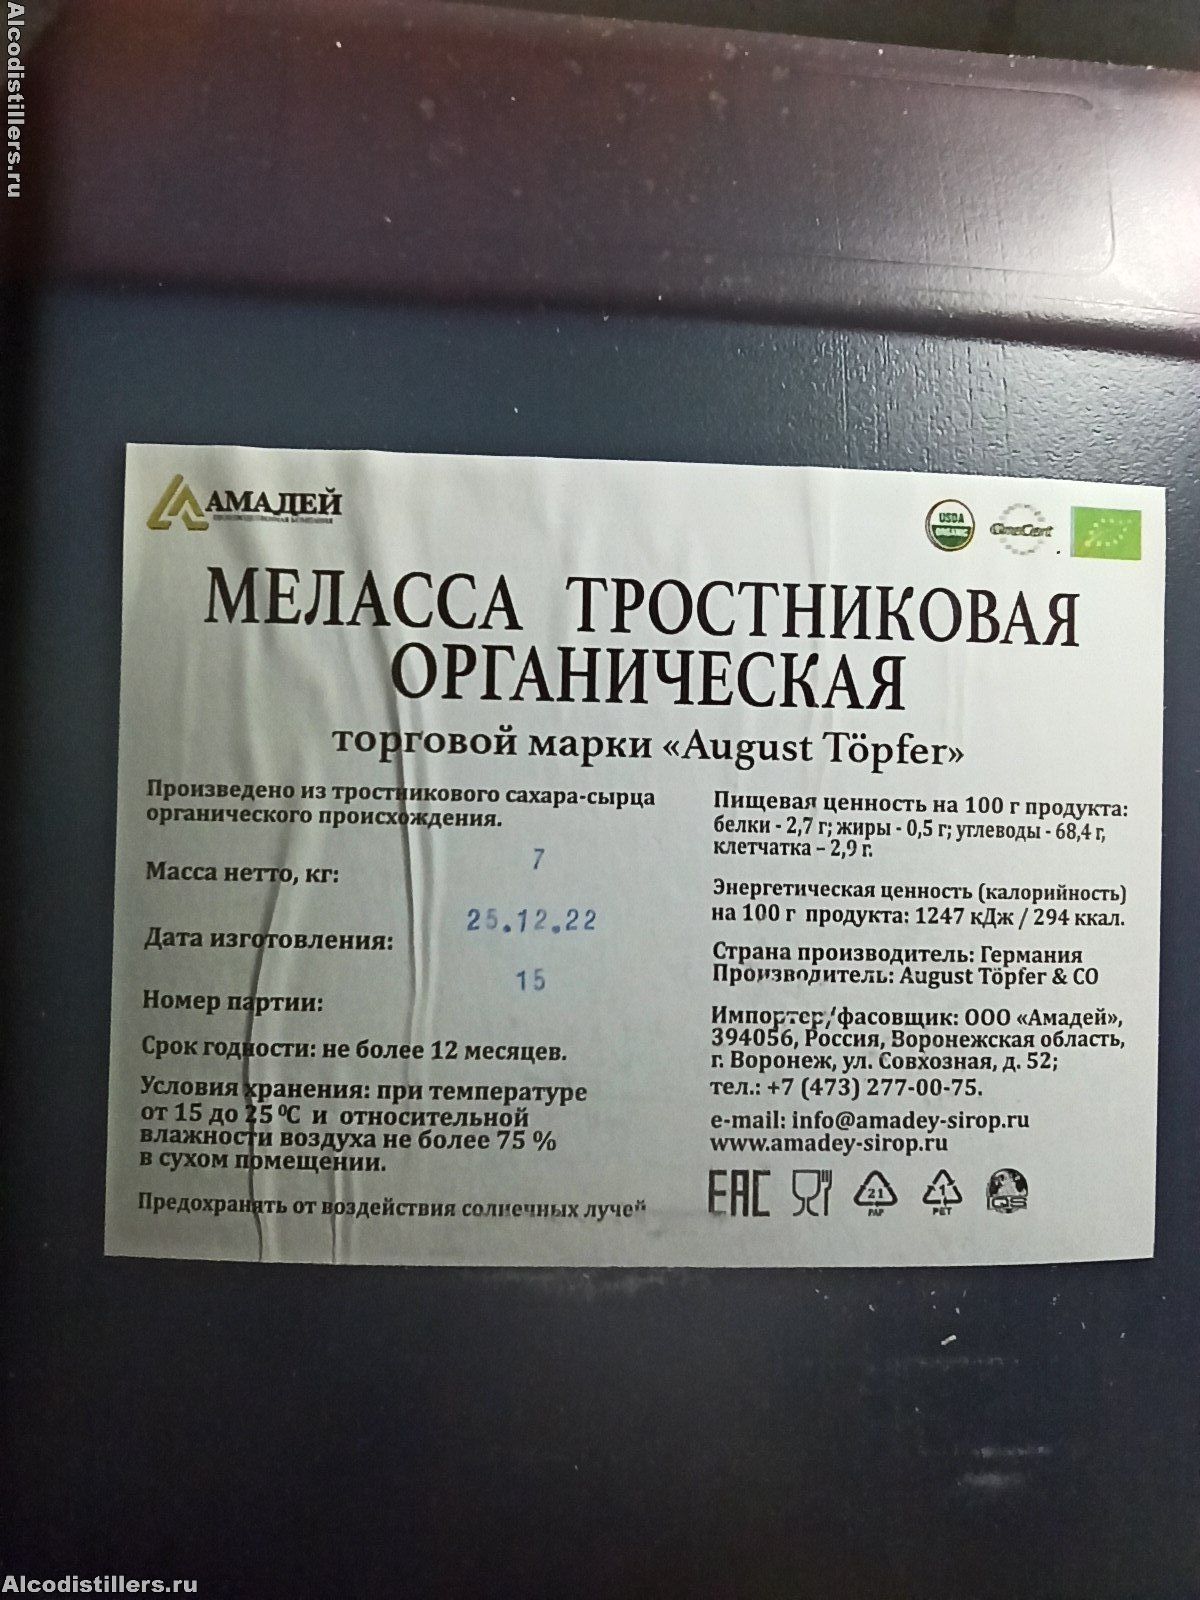 Alcodistillers.ru
АМАДЕЙ
USDA
ORGANIC
МЕЛАССА ТРОСТНИКОВАЯ
ОРГАНИЧЕСКАЯ
торговой марки «August Töpfer»
Произведено из тростникового сахара-сырца
органического происхождения.
Масса нетто, кг: 7
Дата изготовления: 25.12.22
Номер партии: 15
Срок годности: не более 12 месяцев.
Условия хранения: при температуре
от 15 до 25 ⁰С и относительной
влажности воздуха не более 75 %
в сухом помещении.
Предохранять от воздействия солнечных лучей
Пищевая ценность на 100 г продукта:
белки - 2,7 г; жиры - 0,5 г; углеводы - 68,4 г,
клетчатка – 2,9 г.
Энергетическая ценность (калорийность)
на 100 г продукта: 1247 кДж / 294 ккал.
Страна производитель: Германия
Производитель: August Töpfer & CO
Импортер/фасовщик: ООО «Амадей»,
394056, Россия, Воронежская область,
г. Воронеж, ул. Совхозная, д. 52;
тел.: +7 (473) 277-00-75.
e-mail: info@amadey-sirop.ru
www.amadey-sirop.ru
EAC
21
PAP
1
PET
IQS
Alcodistillers.ru